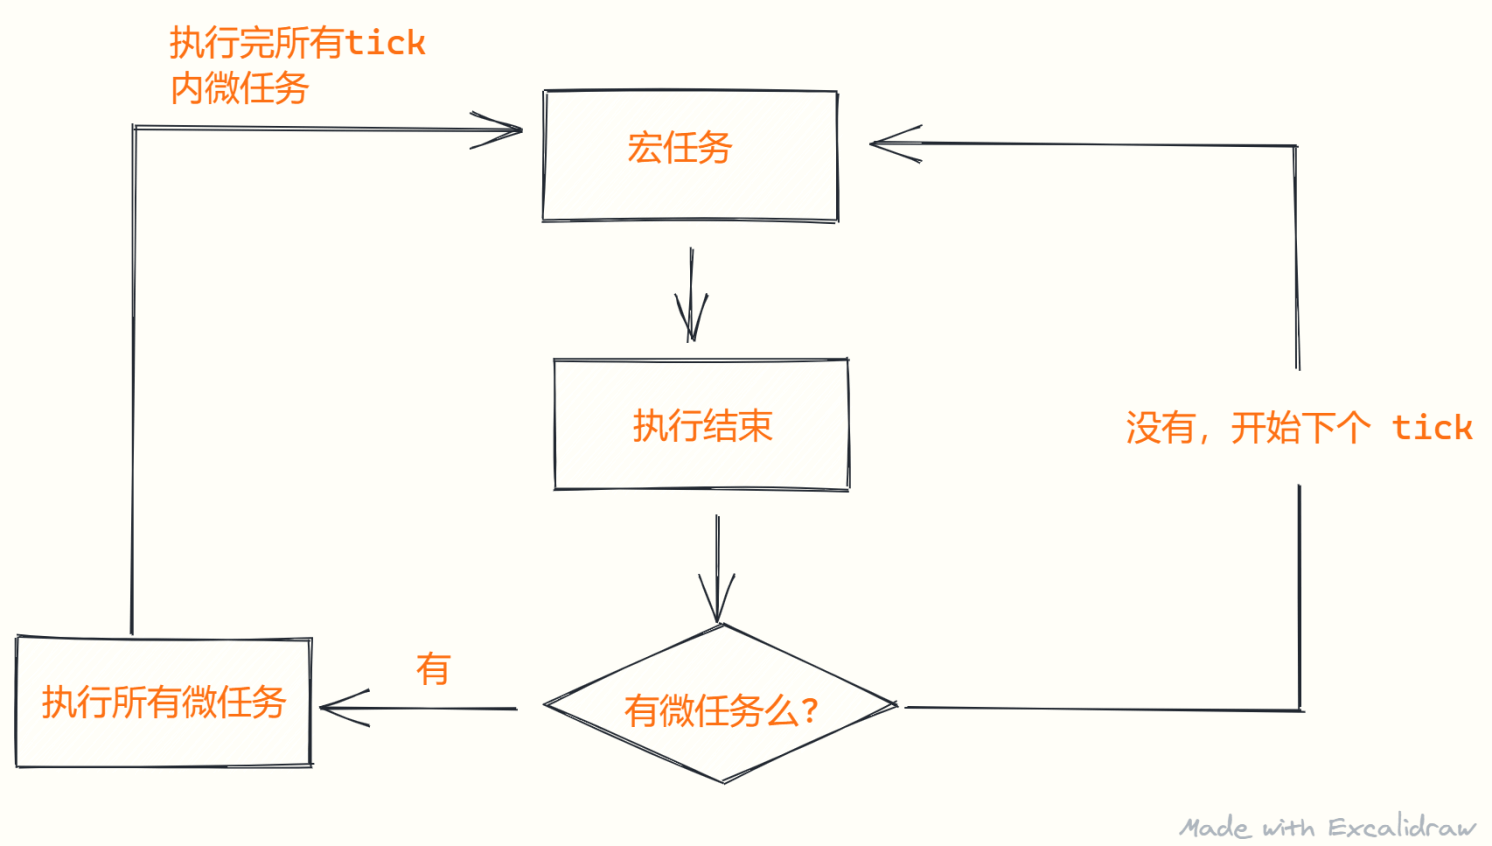 执行完所有tick
内微任务
宏任务
执行结束
没有，开始下个 tick
有
执行所有微任务
有微任务么？
Made with Excalidraw